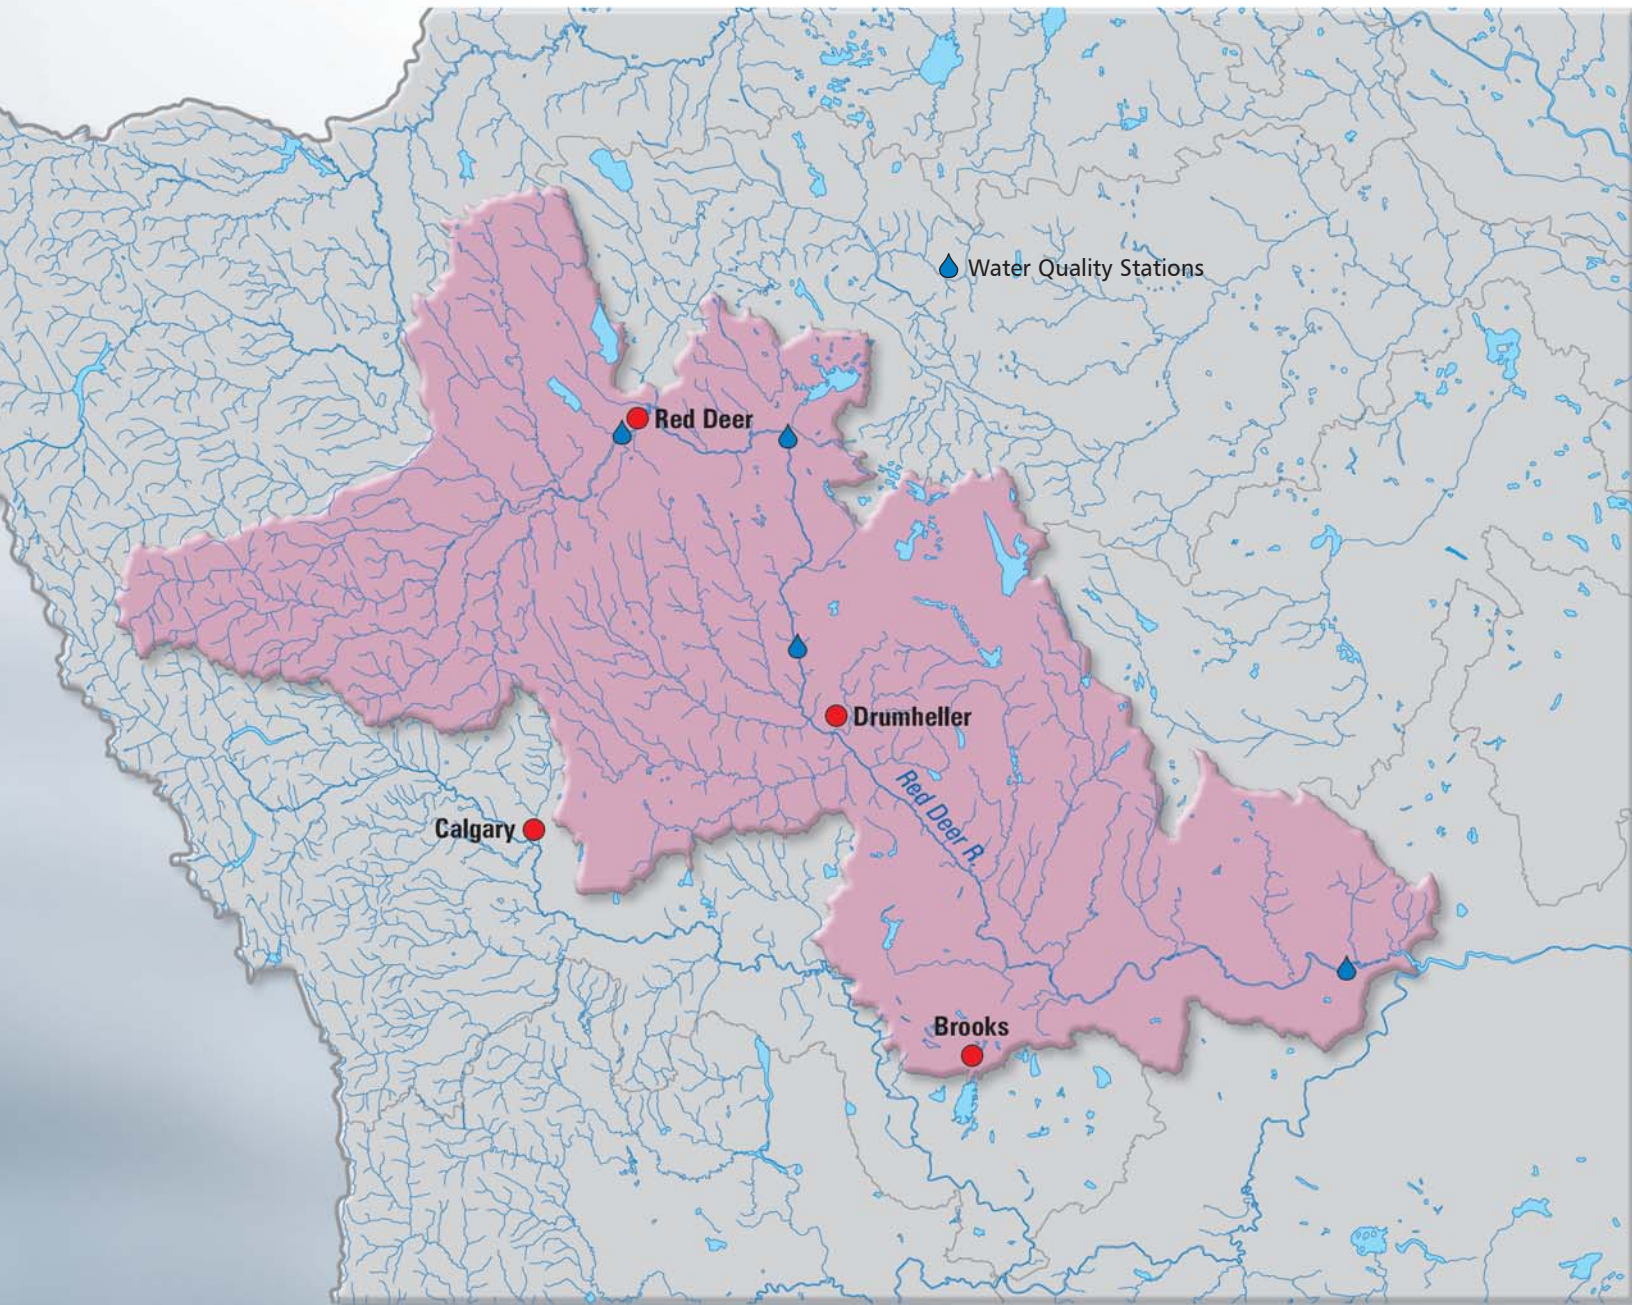 Water Quality Stations
Red Deer
Drumheller
Red Deer R.
Calgary
Brooks